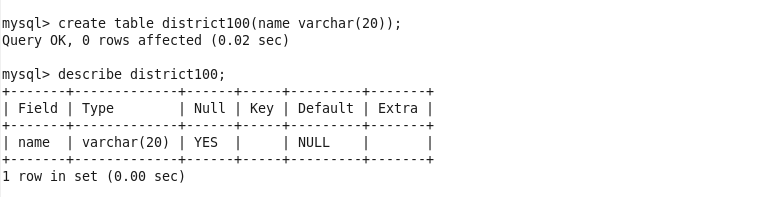 mysql> create table district100(name varchar(20));
Query OK, 0 rows affected (0.02 sec)
mysql> describe district100;
+-------+-------------+------+-----+---------+-------+
| Field | Type        | Null | Key | Default | Extra |
+-------+-------------+------+-----+---------+-------+
| name  | varchar(20) | YES  |     | NULL    |       |
+-------+-------------+------+-----+---------+-------+
1 row in set (0.00 sec)